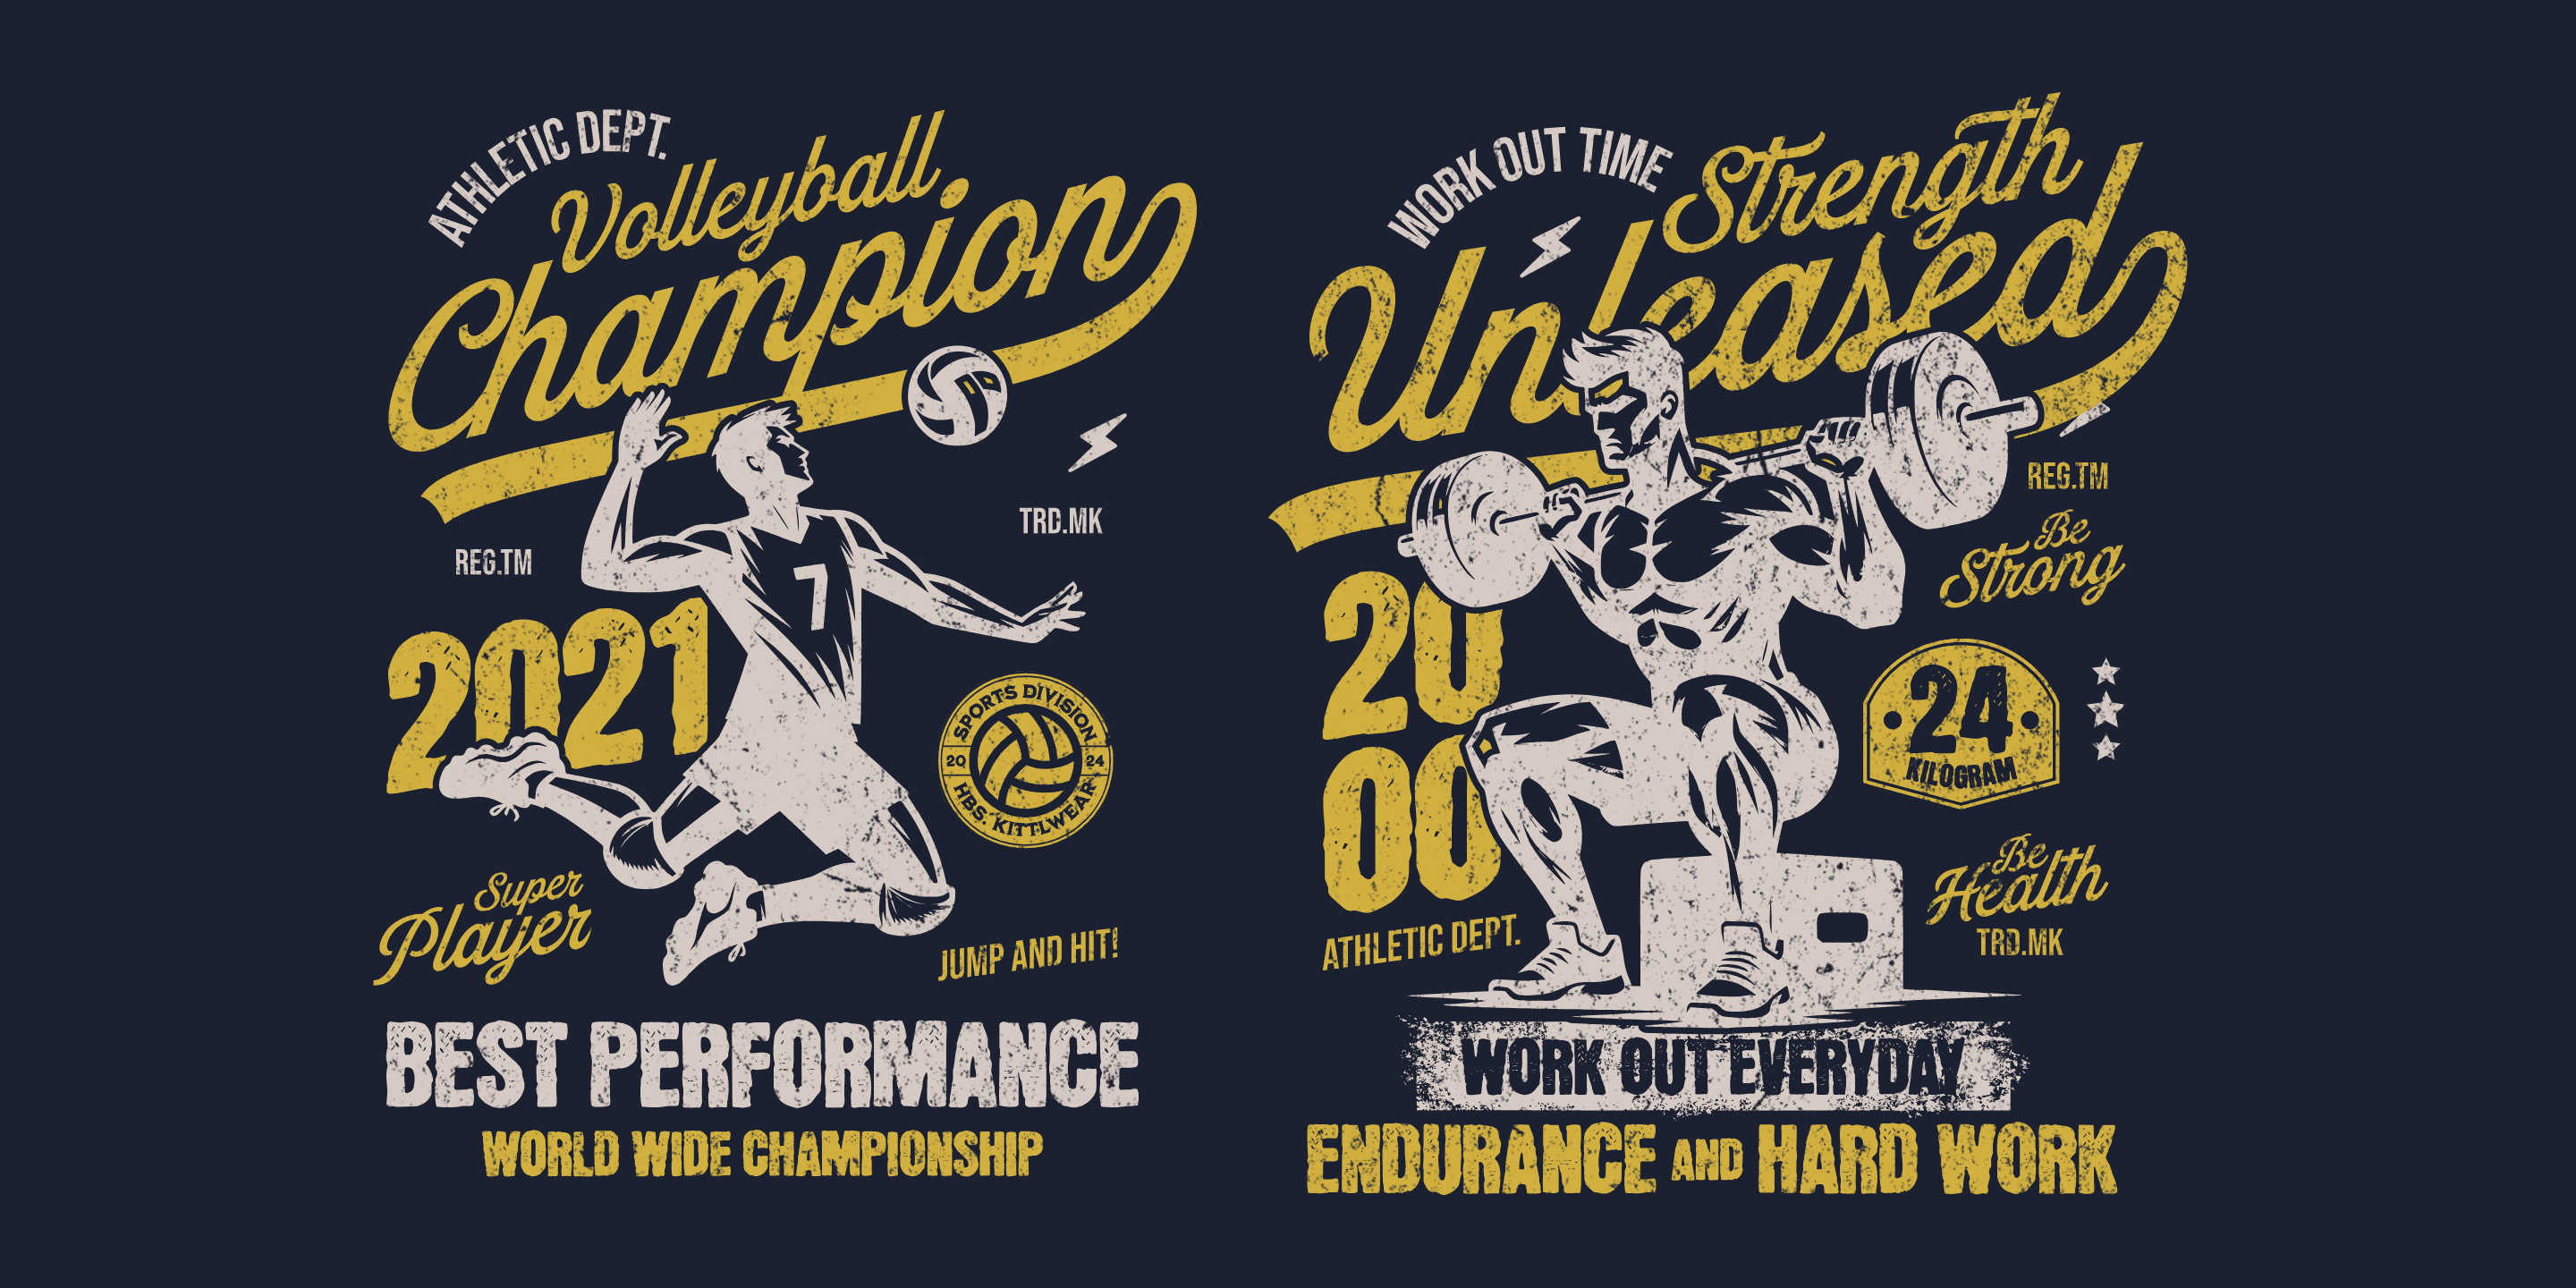 ATHLETIC DEPT.
Volleyball
Champion
REG.TM
TRD.MK
7
2021
SPORTS DIVISION
20 24
HBS. KITTLWEAR
Super
Player
JUMP AND HIT!
BEST PERFORMANCE
WORLD WIDE CHAMPIONSHIP
WORK OUT TIME
Strength
Unleased
REG.TM
Be
Strong
20
00
24
KILOGRAM
Be
Health
TRD.MK
ATHLETIC DEPT.
WORK OUT EVERYDAY
ENDURANCE AND HARD WORK